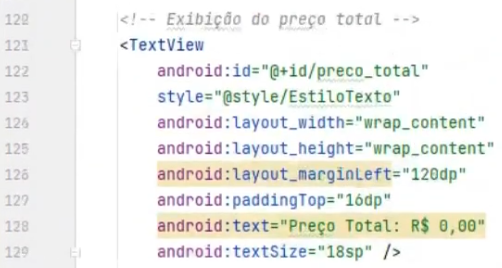 120 <!-- Exibição do preço total -->
121 <TextView
122 android:id="@+id/preco_total"
123 style="@style/EstiloTexto"
124 android:layout_width="wrap_content"
125 android:layout_height="wrap_content"
126 android:layout_marginLeft="120dp"
127 android:paddingTop="16dp"
128 android:text="Preço Total: R$ 0,00"
129 android:textSize="18sp" />